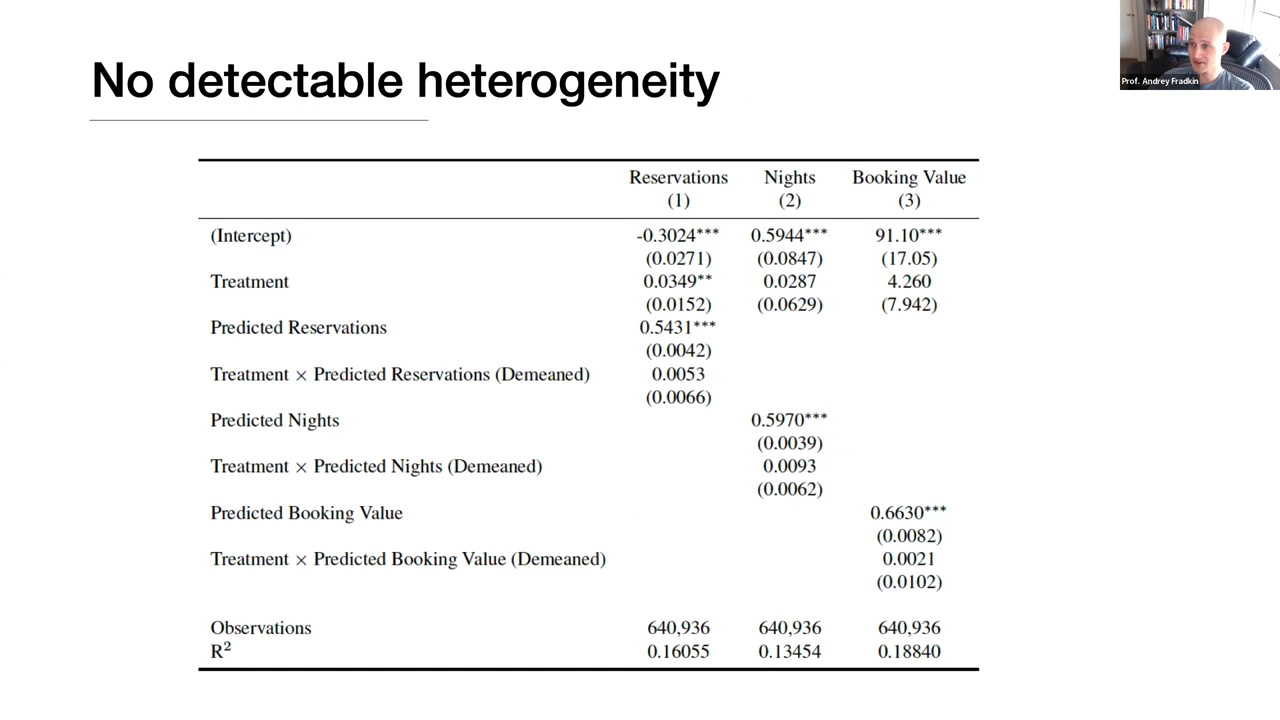 No detectable heterogeneity
Prof. Andrey Fradkin
Reservations Nights Booking Value
(1) (2) (3)
(Intercept) -0.3024*** 0.5944*** 91.10***
(0.0271) (0.0847) (17.05)
Treatment 0.0349** 0.0287 4.260
(0.0152) (0.0629) (7.942)
Predicted Reservations 0.5431***
(0.0042)
Treatment × Predicted Reservations (Demeaned) 0.0053
(0.0066)
Predicted Nights 0.5970***
(0.0039)
Treatment × Predicted Nights (Demeaned) 0.0093
(0.0062)
Predicted Booking Value 0.6630***
(0.0082)
Treatment × Predicted Booking Value (Demeaned) 0.0021
(0.0102)
Observations 640,936 640,936 640,936
R² 0.16055 0.13454 0.18840